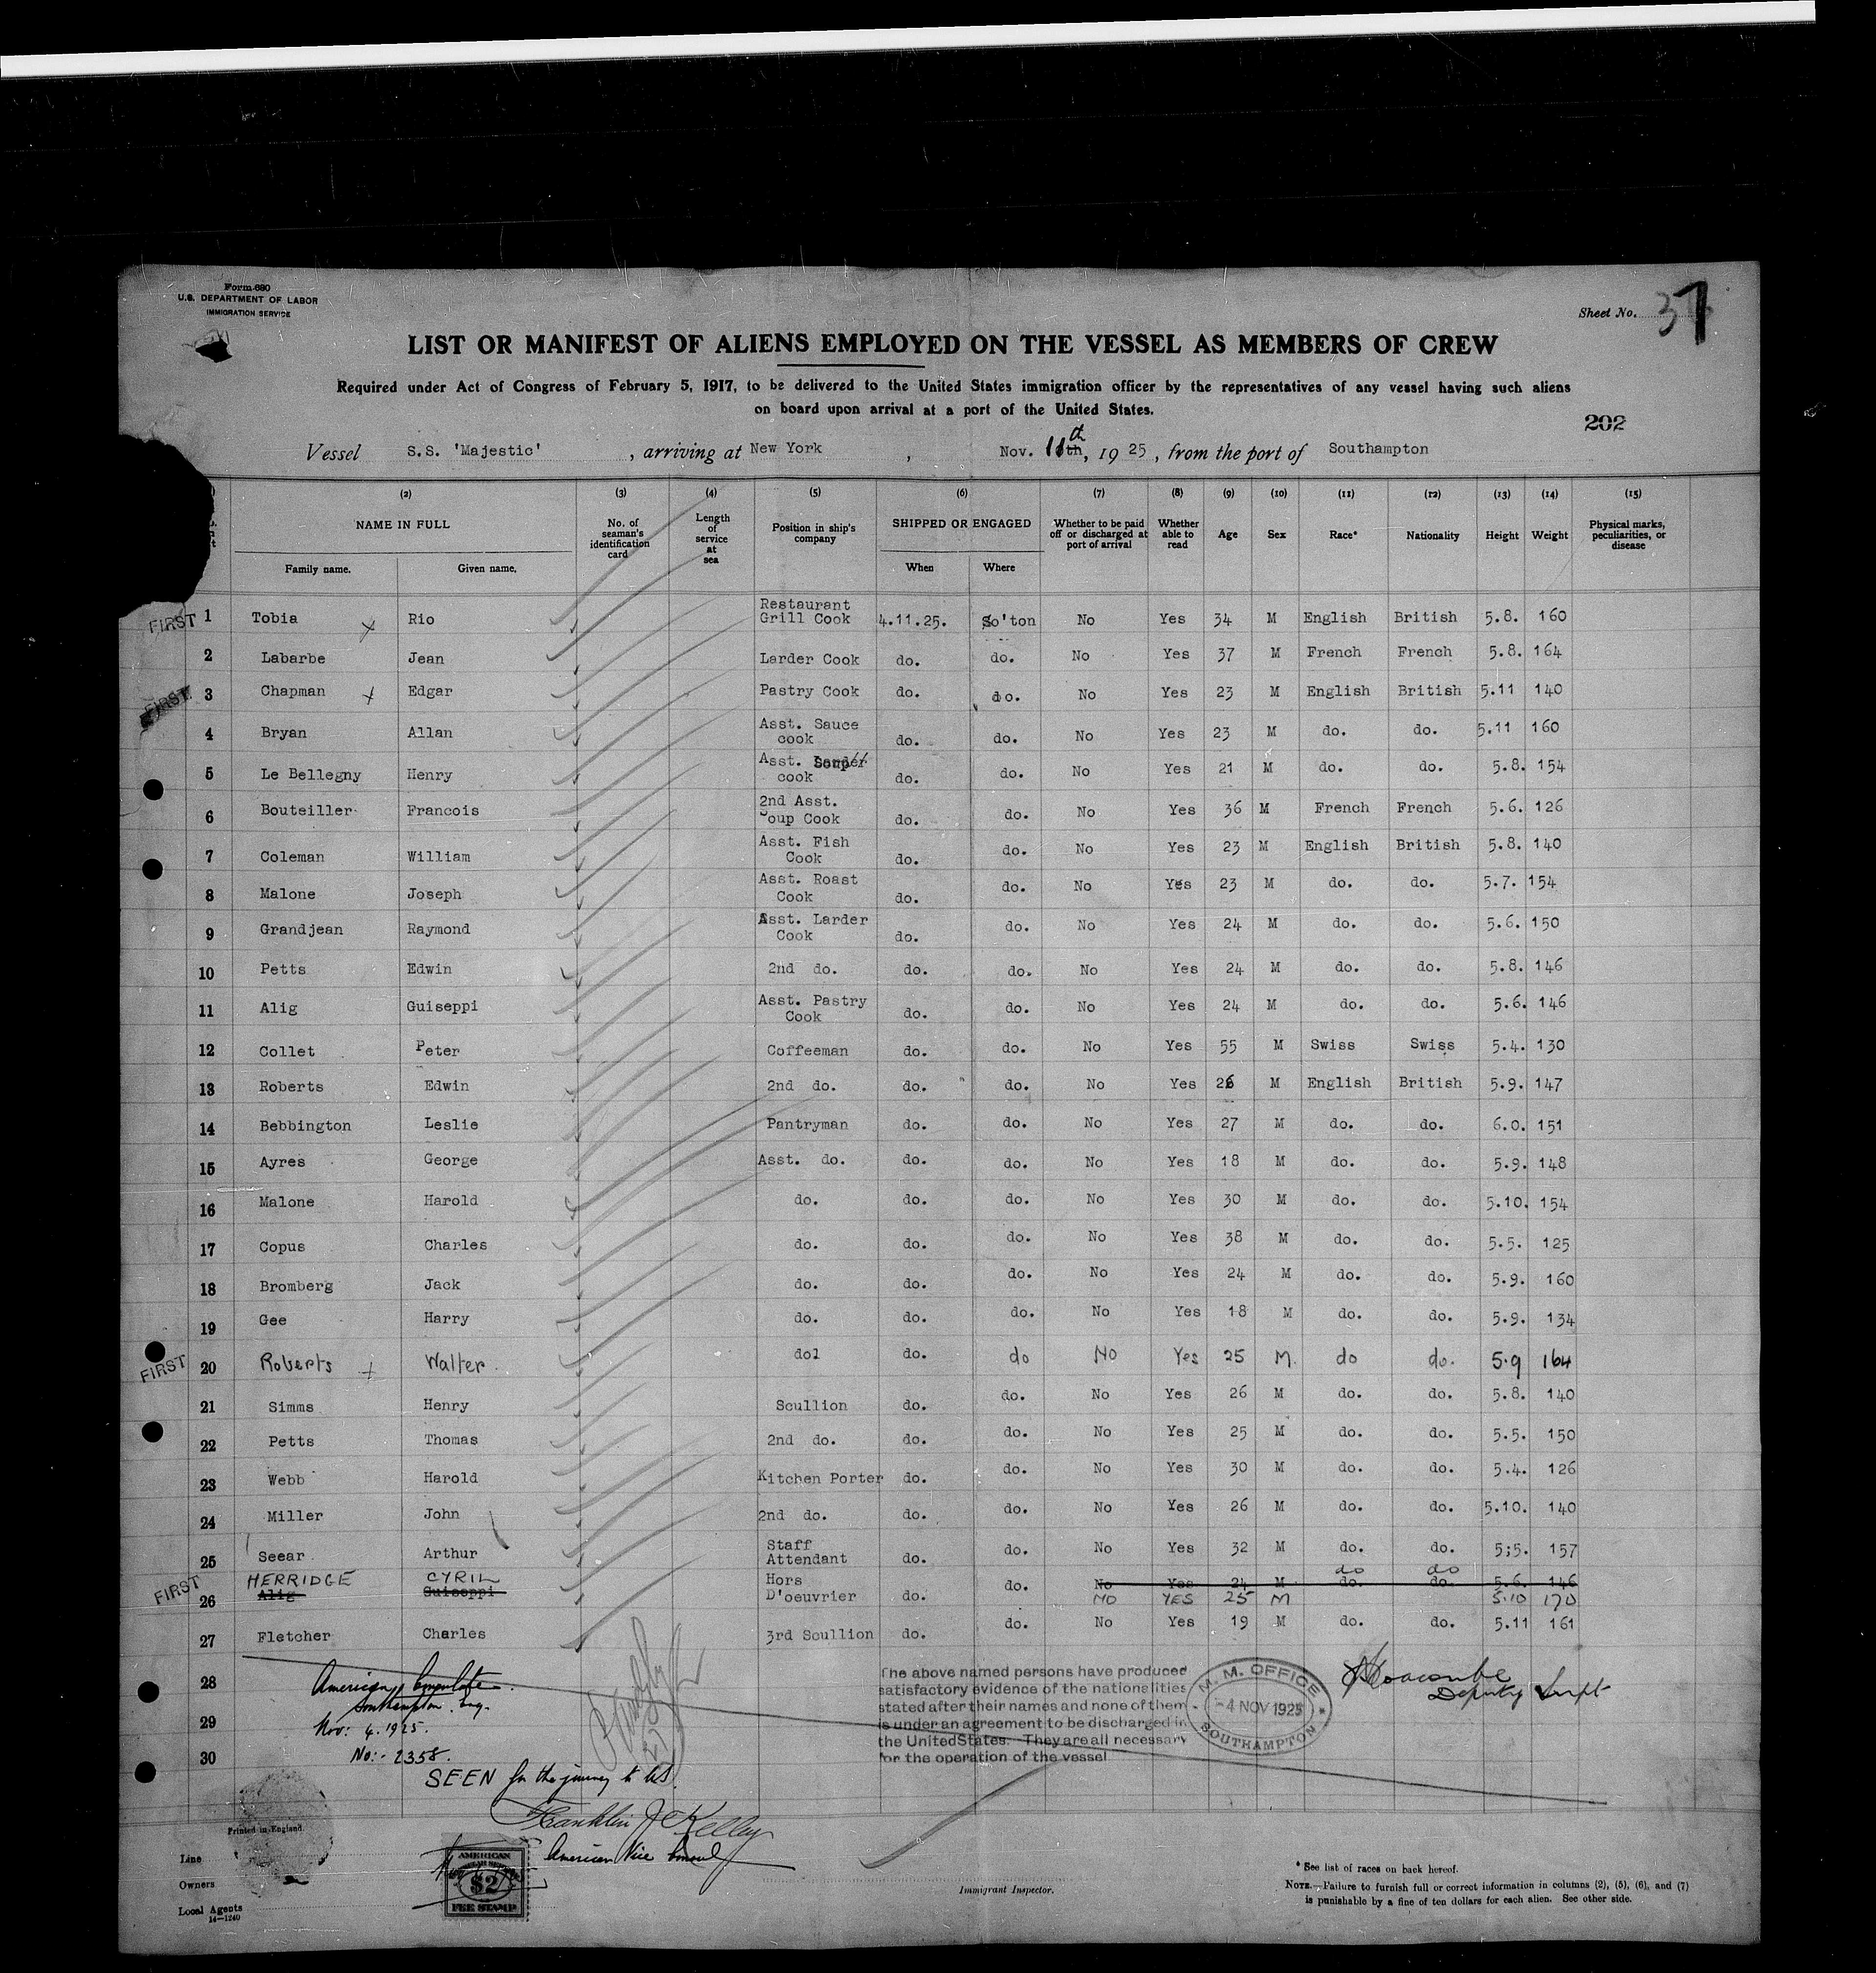 Form 680
U.S. DEPARTMENT OF LABOR
IMMIGRATION SERVICE
Sheet No. 37
LIST OR MANIFEST OF ALIENS EMPLOYED ON THE VESSEL AS MEMBERS OF CREW
Required under Act of Congress of February 5, 1917, to be delivered to the United States immigration officer by the representatives of any vessel having such aliens
on board upon arrival at a port of the United States.
202
Vessel S.S. 'Majestic' , arriving at New York , Nov. 11th, 19 25 , from the port of Southampton
(2) (3) (4) (5) (6) (7) (8) (9) (10) (11) (12) (13) (14) (15)
NAME IN FULL No. of seaman's identification card Length of service at sea Position in ship's company SHIPPED OR ENGAGED Whether to be paid off or discharged at port of arrival Whether able to read Age Sex Race* Nationality Height Weight Physical marks, peculiarities, or disease
Family name. Given name. When Where
FIRST 1 Tobia Rio Restaurant Grill Cook 4.11.25. So'ton No Yes 34 M English British 5.8. 160
2 Labarbe Jean Larder Cook do. do. No Yes 37 M French French 5.8. 164
FIRST 3 Chapman Edgar Pastry Cook do. do. No Yes 23 M English British 5.11 140
4 Bryan Allan Asst. Sauce cook do. do. No Yes 23 M do. do. 5.11 160
5 Le Bellegny Henry Asst. cook do. do. No Yes 21 M do. do. 5.8. 154
6 Bouteiller Francois 2nd Asst. Soup Cook do. do. No Yes 36 M French French 5.6. 126
7 Coleman William Asst. Fish Cook do. do. No Yes 23 M English British 5.8. 140
8 Malone Joseph Asst. Roast Cook do. do. No Yes 23 M do. do. 5.7. 154
9 Grandjean Raymond Asst. Larder Cook do. do. No Yes 24 M do. do. 5.6. 150
10 Petts Edwin 2nd do. do. do. No Yes 24 M do. do. 5.8. 146
11 Alig Guiseppi Asst. Pastry Cook do. do. No Yes 24 M do. do. 5.6. 146
12 Collet Peter Coffeeman do. do. No Yes 55 M Swiss Swiss 5.4. 130
13 Roberts Edwin 2nd do. do. do. No Yes 26 M English British 5.9. 147
14 Bebbington Leslie Pantryman do. do. No Yes 27 M do. do. 6.0. 151
15 Ayres George Asst. do. do. do. No Yes 18 M do. do. 5.9. 148
16 Malone Harold do. do. do. No Yes 30 M do. do. 5.10. 154
17 Copus Charles do. do. do. No Yes 38 M do. do. 5.5. 125
18 Bromberg Jack do. do. do. No Yes 24 M do. do. 5.9. 160
19 Gee Harry do. do. do. No Yes 18 M do. do. 5.9. 134
FIRST 20 Roberts Walter do1 do. do No Yes 25 M. do do. 5.9 164
21 Simms Henry Scullion do. do. No Yes 26 M do. do. 5.8. 140
22 Petts Thomas 2nd do. do. do. No Yes 25 M do. do. 5.5. 150
23 Webb Harold Kitchen Porter do. do. No Yes 30 M do. do. 5.4. 126
24 Miller John 2nd do. do. do. No Yes 26 M do. do. 5.10. 140
25 Seear Arthur Staff Attendant do. do. No Yes 32 M do. do. 5;5. 157
HERRIDGE CYRIL do do
FIRST 26 Alig Guiseppi Hors D'oeuvrier do. do. No Yes 24 M do. do. 5.6. 146
NO YES 25 M 5.10 170
27 Fletcher Charles 3rd Scullion do. do. No Yes 19 M do. do. 5.11 161
28
29
30
American Consulate.
Southampton. Eng.
Nov: 4. 1925.
No:- 2358.
SEEN for the journey to U.S.
Franklin J. Kelley
American Vice Consul
The above named persons have produced
satisfactory evidence of the nationalities
stated after their names and none of them
is under an agreement to be discharged in
the United States. They are all necessary
for the operation of the vessel
M. M. OFFICE
-4 NOV 1925
SOUTHAMPTON
Deputy Supt
Printed in England.
Line
Owners
Local Agents
14—1240
AMERICAN
$2
FEE STAMP
Immigrant Inspector.
* See list of races on back hereof.
NOTE.—Failure to furnish full or correct information in columns (2), (5), (6), and (7)
is punishable by a fine of ten dollars for each alien. See other side.